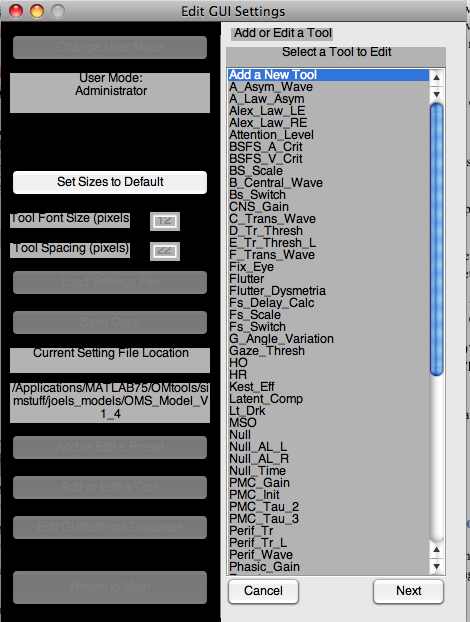 Edit GUI Settings
Change User Mode
User Mode:
Administrator
Set Sizes to Default
Tool Font Size (pixels
12
Tool Spacing (pixels)
22
Load Settings File
Save Copy
Current Setting File Location
/Applications/MATLAB75/OMtools/si
mstuff/joels_models/OMS_Model_V
1_4
Add or Edit a Preset
Add or Edit a Tool
Edit GUISettings Database
Return to Main
Add or Edit a Tool
Select a Tool to Edit
Add a New Tool
A_Asym_Wave
A_Law_Asym
Alex_Law_LE
Alex_Law_RE
Attention_Level
BSFS_A_Crit
BSFS_V_Crit
BS_Scale
B_Central_Wave
Bs_Switch
CNS_Gain
C_Trans_Wave
D_Tr_Thresh
E_Tr_Thresh_L
F_Trans_Wave
Fix_Eye
Flutter
Flutter_Dysmetria
Fs_Delay_Calc
Fs_Scale
Fs_Switch
G_Angle_Variation
Gaze_Thresh
HO
HR
Kest_Eff
Latent_Comp
Lt_Drk
MSO
Null
Null_AL_L
Null_AL_R
Null_Time
PMC_Gain
PMC_Init
PMC_Tau_2
PMC_Tau_3
Perif_Tr
Perif_Tr_L
Perif_Wave
Phasic_Gain
Cancel
Next